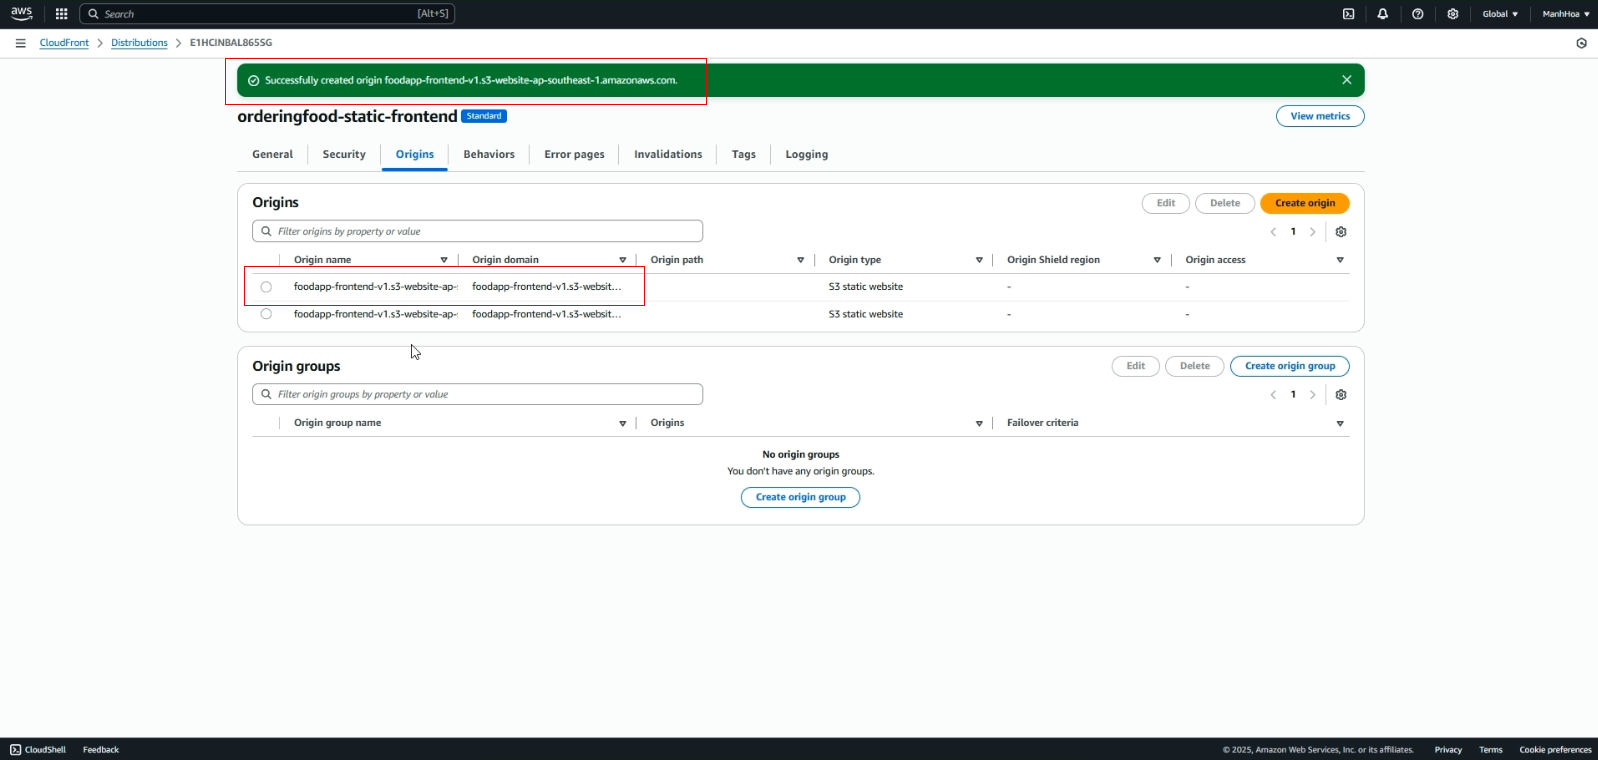 aws
Search [Alt+S]
Global ▼ ManhHoa ▼
CloudFront > Distributions > E1HCINBAL865SG
Successfully created origin foodapp-frontend-v1.s3-website-ap-southeast-1.amazonaws.com.
orderingfood-static-frontend Standard
View metrics
General Security Origins Behaviors Error pages Invalidations Tags Logging
Origins
Edit Delete Create origin
Filter origins by property or value
1
Origin name Origin domain Origin path Origin type Origin Shield region Origin access
foodapp-frontend-v1.s3-website-ap- foodapp-frontend-v1.s3-websit... S3 static website - -
foodapp-frontend-v1.s3-website-ap- foodapp-frontend-v1.s3-websit... S3 static website - -
Origin groups
Edit Delete Create origin group
Filter origin groups by property or value
1
Origin group name Origins Failover criteria
No origin groups
You don't have any origin groups.
Create origin group
CloudShell Feedback
© 2025, Amazon Web Services, Inc. or its affiliates. Privacy Terms Cookie preferences